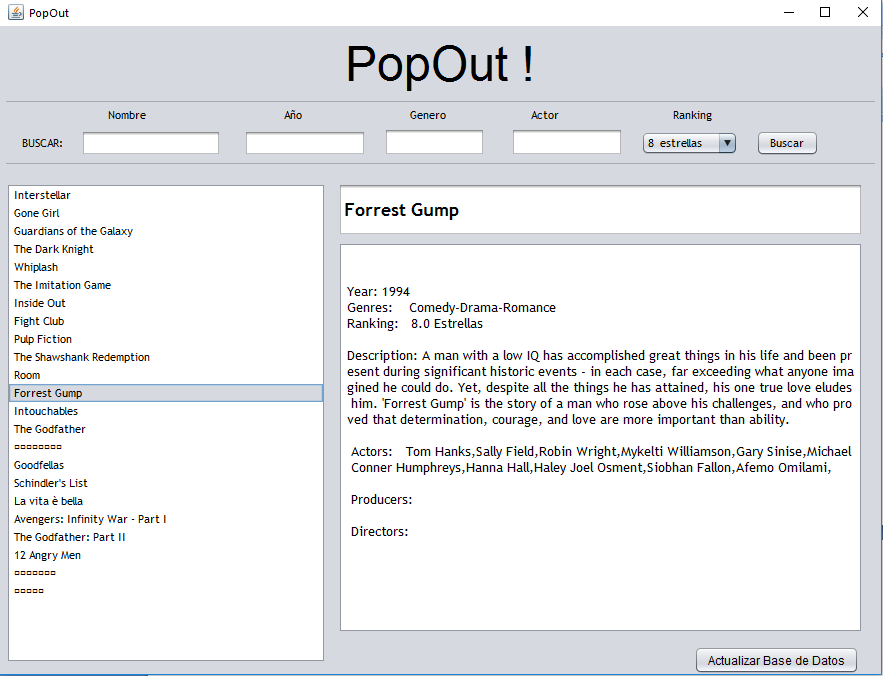 PopOut
PopOut !
Nombre Año Genero Actor Ranking
BUSCAR: 8 estrellas Buscar
Interstellar
Gone Girl
Guardians of the Galaxy
The Dark Knight
Whiplash
The Imitation Game
Inside Out
Fight Club
Pulp Fiction
The Shawshank Redemption
Room
Forrest Gump
Intouchables
The Godfather
¤¤¤¤¤¤¤¤
Goodfellas
Schindler's List
La vita è bella
Avengers: Infinity War - Part I
The Godfather: Part II
12 Angry Men
¤¤¤¤¤¤¤
¤¤¤¤¤
Forrest Gump
Year: 1994
Genres: Comedy-Drama-Romance
Ranking: 8.0 Estrellas
Description: A man with a low IQ has accomplished great things in his life and been pr
esent during significant historic events - in each case, far exceeding what anyone ima
gined he could do. Yet, despite all the things he has attained, his one true love eludes
him. 'Forrest Gump' is the story of a man who rose above his challenges, and who pro
ved that determination, courage, and love are more important than ability.
Actors: Tom Hanks,Sally Field,Robin Wright,Mykelti Williamson,Gary Sinise,Michael
Conner Humphreys,Hanna Hall,Haley Joel Osment,Siobhan Fallon,Afemo Omilami,
Producers:
Directors:
Actualizar Base de Datos